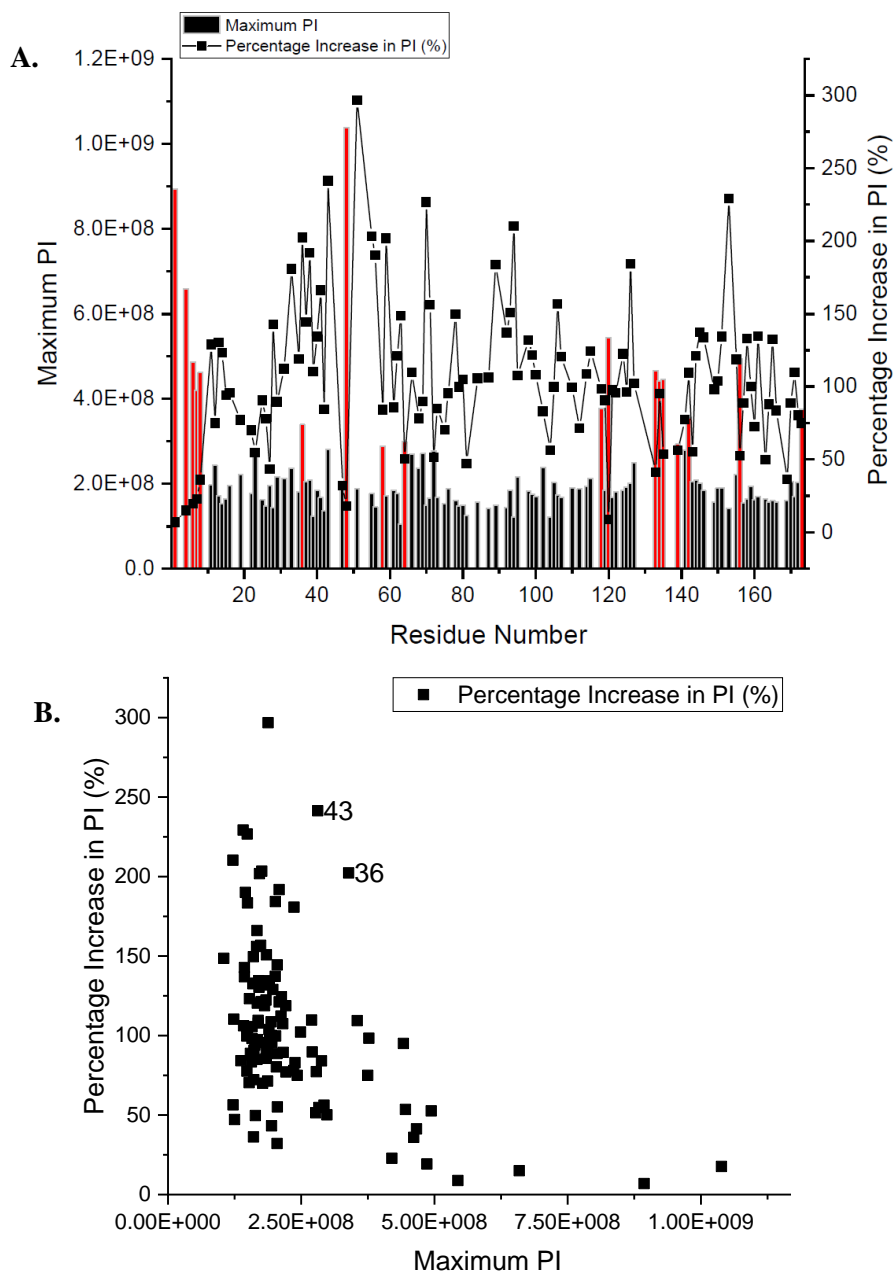 A.
Maximum PI
Percentage Increase in PI (%)
1.2E+09
1.0E+09
8.0E+08
6.0E+08
4.0E+08
2.0E+08
0.0
Maximum PI
300
250
200
150
100
50
0
Percentage Increase in PI (%)
20 40 60 80 100 120 140 160
Residue Number
B.
Percentage Increase in PI (%)
300
250
200
150
100
50
0
Percentage Increase in PI (%)
43
36
0.00E+000 2.50E+008 5.00E+008 7.50E+008 1.00E+009
Maximum PI